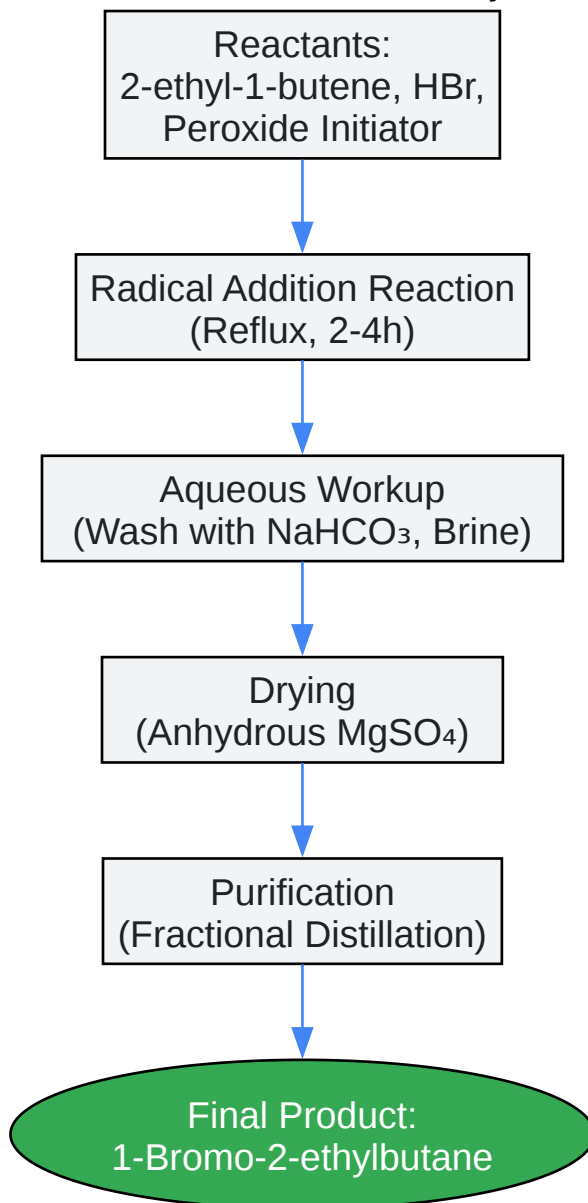 Reactants:
2-ethyl-1-butene, HBr,
Peroxide Initiator
Radical Addition Reaction
(Reflux, 2-4h)
Aqueous Workup
(Wash with NaHCO₃, Brine)
Drying
(Anhydrous MgSO₄)
Purification
(Fractional Distillation)
Final Product:
1-Bromo-2-ethylbutane